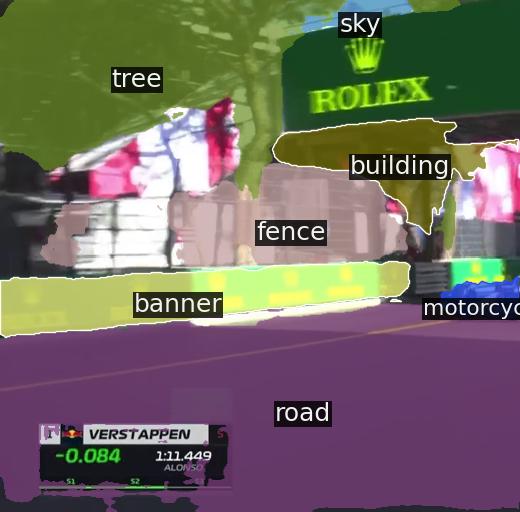 sky
tree
ROLEX
building
fence
banner
motorcyc
road
VERSTAPPEN
-0.084 1:11.449
ALONSO
S1 S2